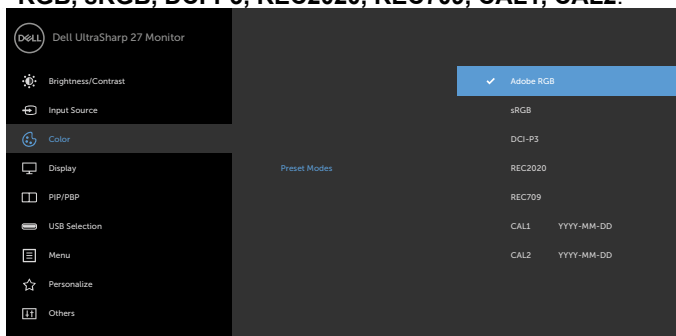 RGB, sRGB, DCI-P3, REC2020, REC709, CAL1, CAL2.
DELL Dell UltraSharp 27 Monitor
Brightness/Contrast Adobe RGB
Input Source sRGB
Color DCI-P3
Display Preset Modes REC2020
PIP/PBP REC709
USB Selection CAL1 YYYY-MM-DD
Menu CAL2 YYYY-MM-DD
Personalize
Others